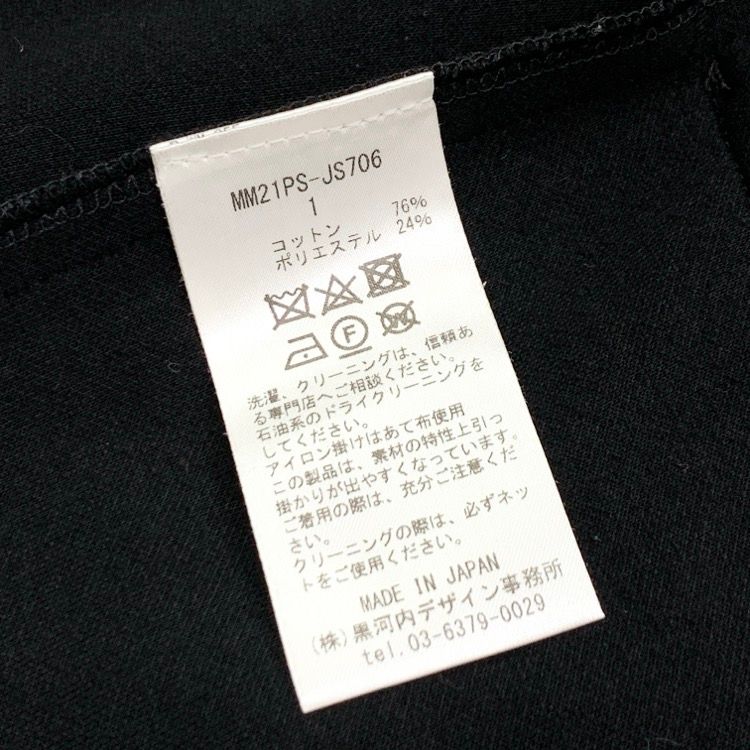 MM21PS-JS706
1
コットン 76%
ポリエステル 24%
F
W
洗濯、クリーニングは、信頼あ
る専門店へご相談ください。
石油系のドライクリーニングを
してください。
アイロン掛けはあて布使用
この製品は、素材の特性上引っ
掛かりが出やすくなっています。
ご着用の際は、充分ご注意くだ
さい。
クリーニングの際は、必ずネッ
トをご使用ください。
MADE IN JAPAN
(株)黒河内デザイン事務所
tel.03-6379-0029